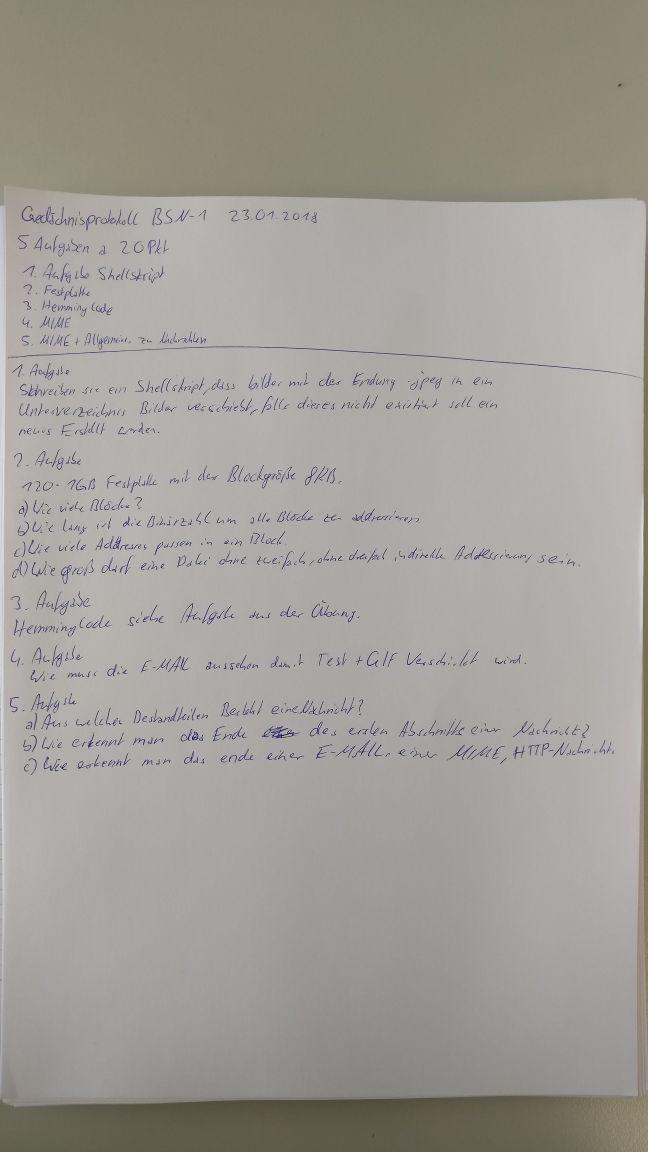 Gedächnisprotokoll BSN-1 23.01.2018
5 Aufgaben a 20Pkt
1. Aufgabe Shellskript
2. Festplatte
3. Hemming Code
4. MIME
5. MIME + Allgemeines zu Nachrichten
1. Aufgabe
Schreiben sie ein Shellskript, dass bilder mit der Endung .jpeg in ein
Unterverzeichnis Bilder verschiebt, falls dieses nicht existiert soll ein
neues Erstellt werden.
2. Aufgabe
120 · 1GB Festplatte mit der Blockgröße 8KB.
a) Wie viele Blöcke?
b) Wie lang ist die Binärzahl um alle Blöcke zu addressieren
c) Wie viele Addresses passen in ein Block.
d) Wie groß darf eine Datei ohne zweifach, ohne dreifach indirekte Addressierung sein.
3. Aufgabe
Hemming Code siehe Aufgabe aus der Übung.
4. Aufgabe
Wie muss die E-MAIL aussehen damit Text + Gif Verschickt wird.
5. Aufgabe
a) Aus welchen Bestandteilen Besteht eine Nachricht?
b) Wie erkennt man das Ende des ersten Abschnitts einer Nachricht?
c) Wie erkennt man das ende einer E-MAIL, einer MIME, HTTP-Nachricht.